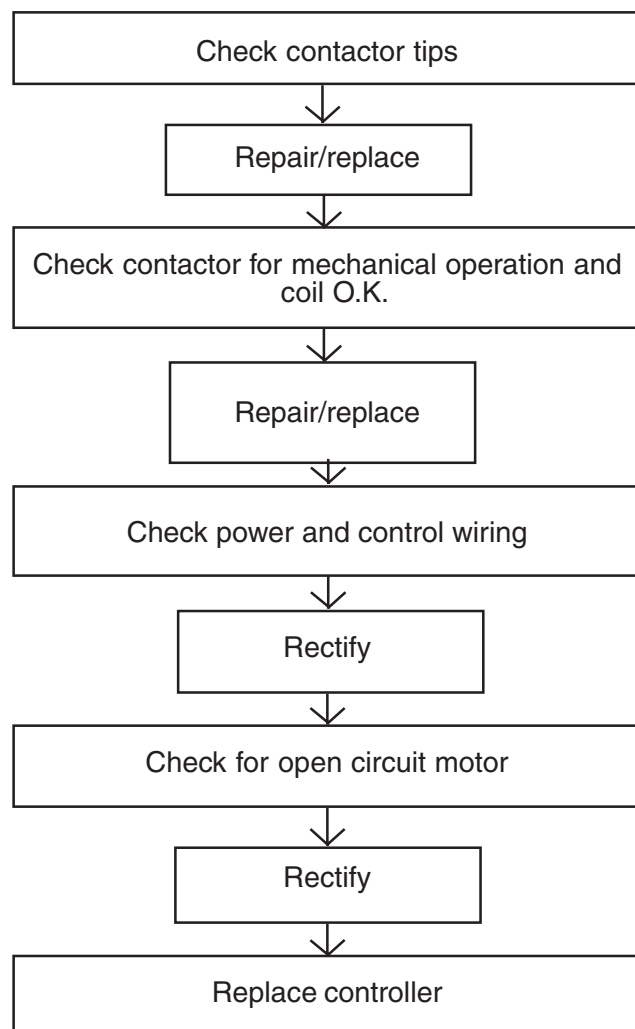 Check contactor tips
Repair/replace
Check contactor for mechanical operation and
coil O.K.
Repair/replace
Check power and control wiring
Rectify
Check for open circuit motor
Rectify
Replace controller